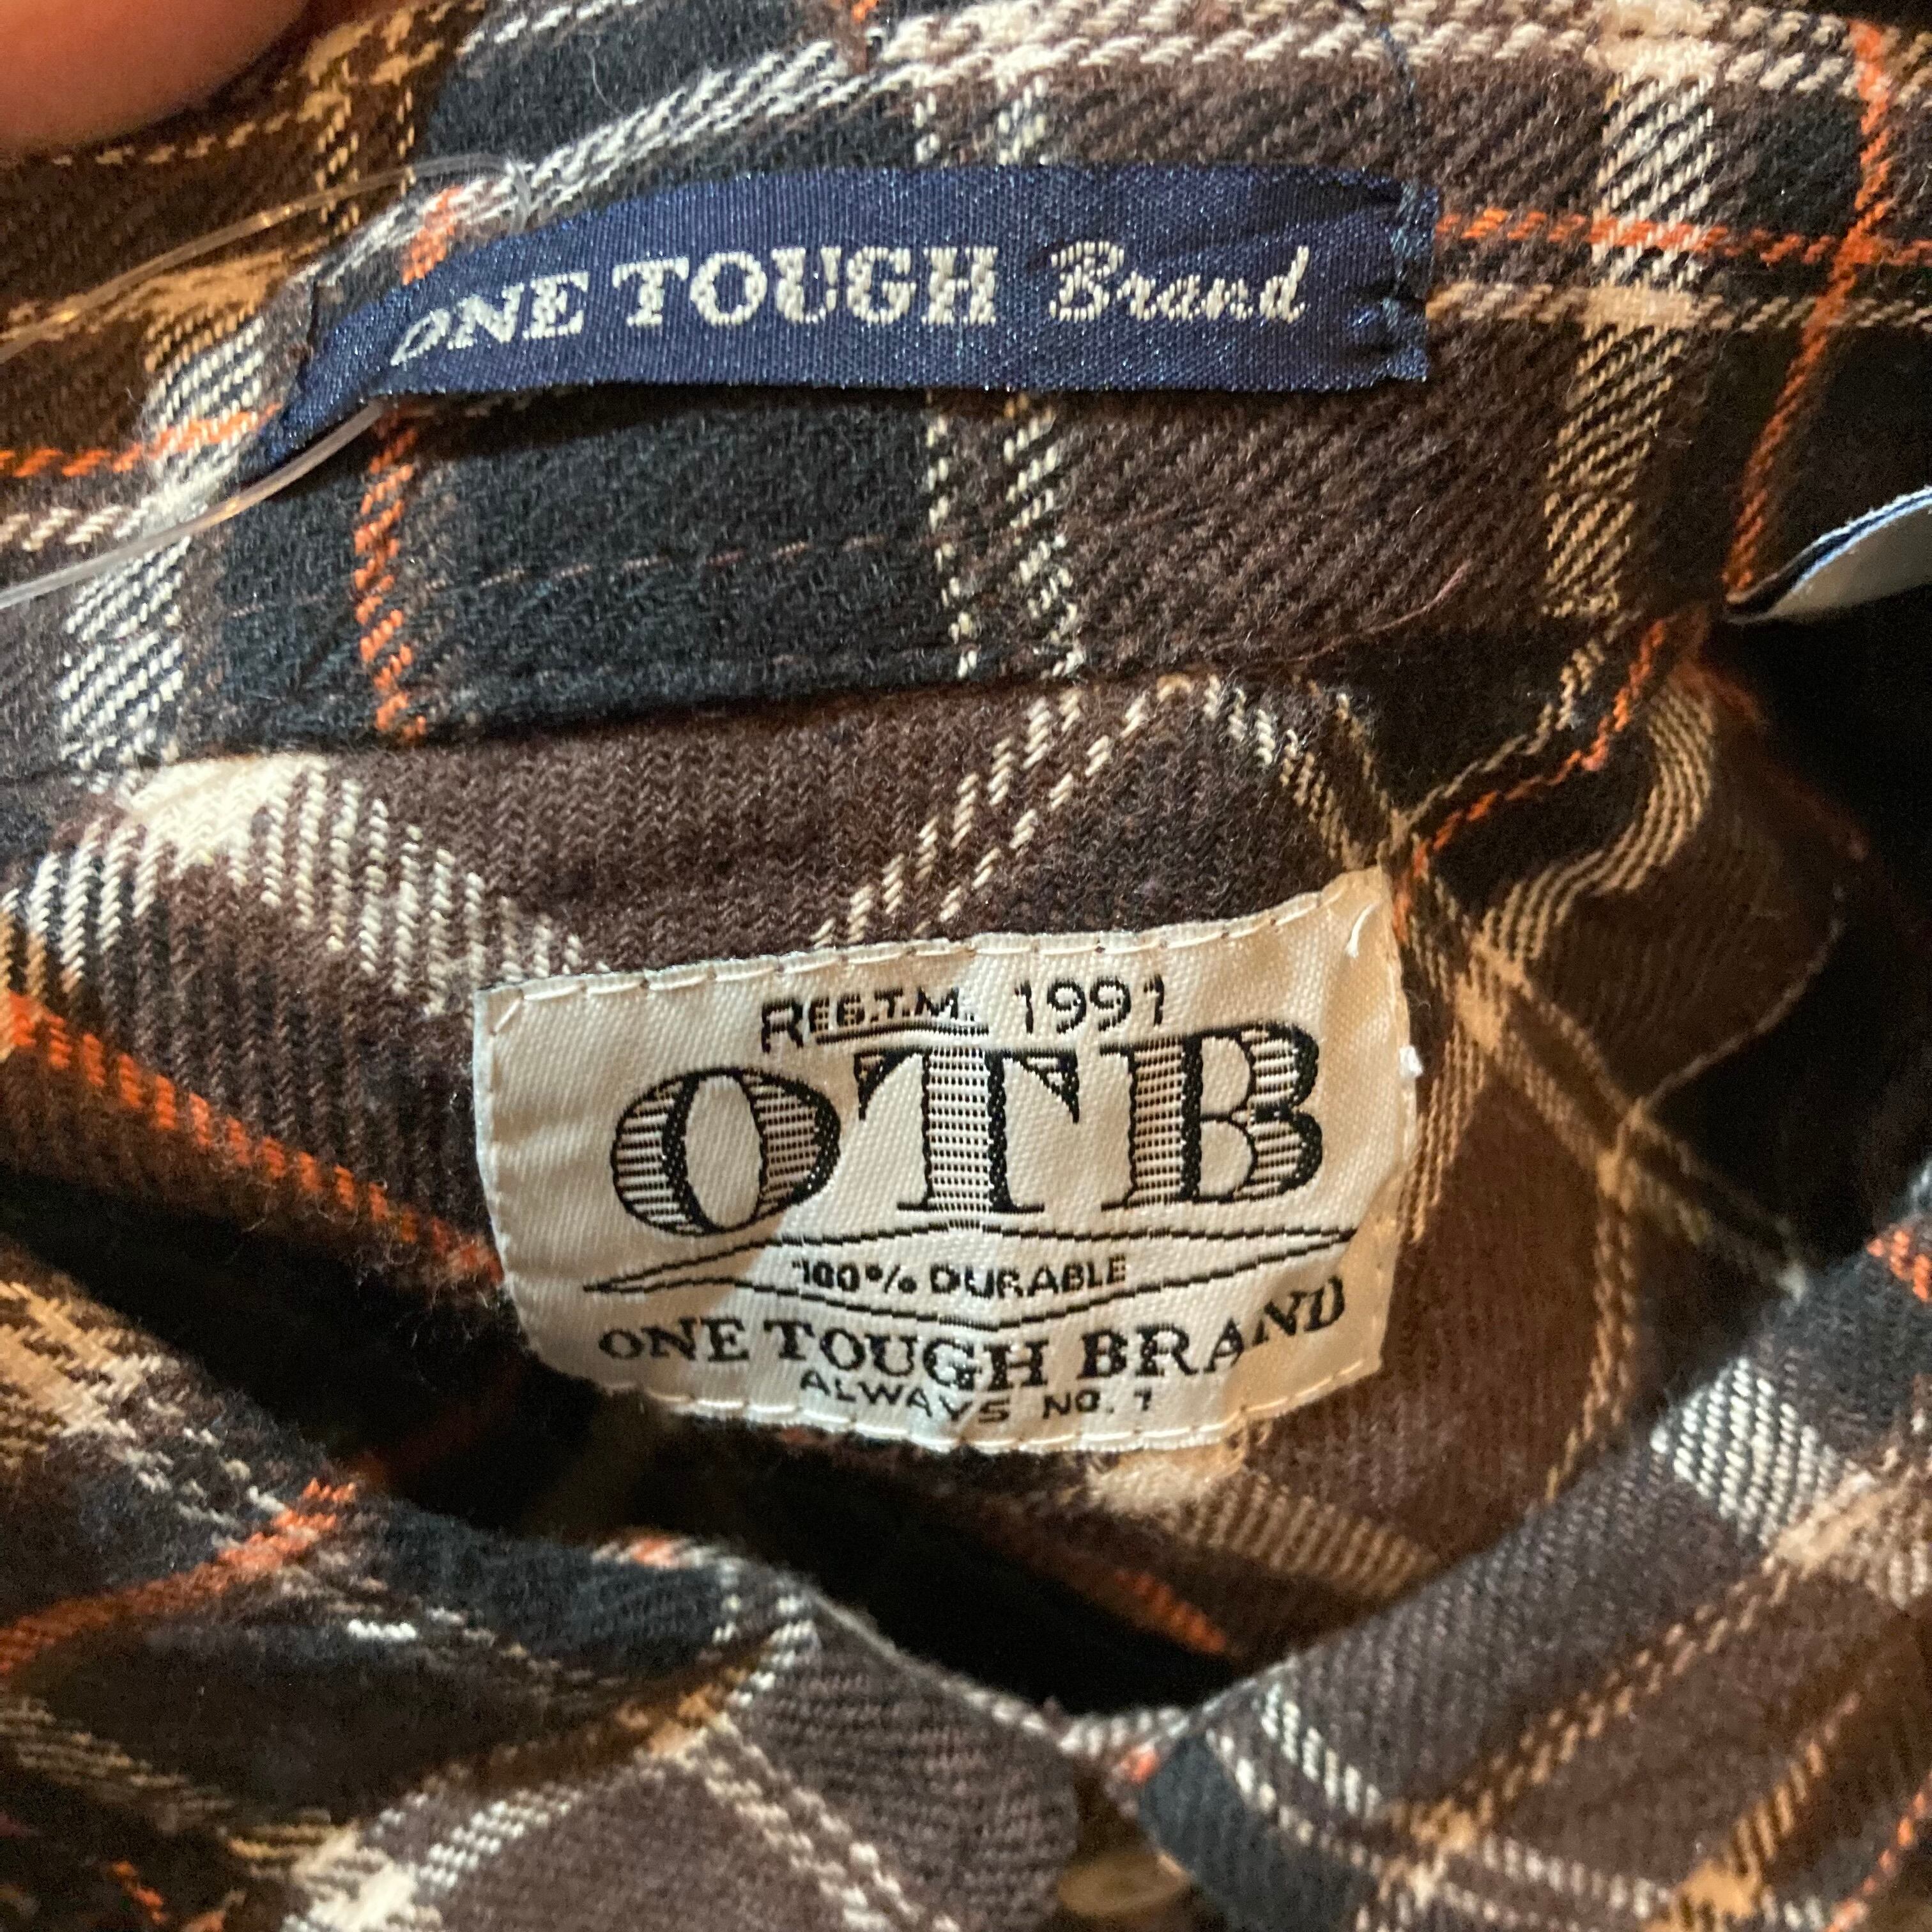 ONE TOUGH Brand
REG.T.M. 1991
OTB
100% DURABLE
ONE TOUGH BRAND
ALWAYS NO. 1